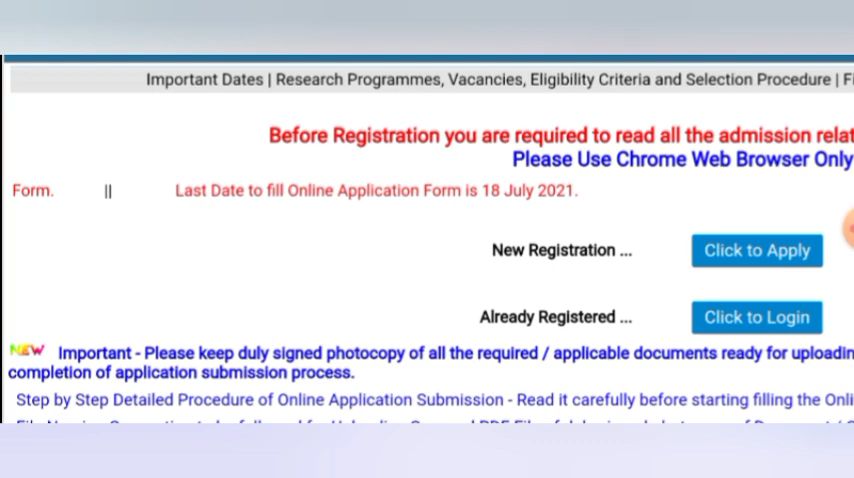 Important Dates | Research Programmes, Vacancies, Eligibility Criteria and Selection Procedure |
Before Registration you are required to read all the admission
Please Use Chrome Web Browser Only
Form. || Last Date to fill Online Application Form is 18 July 2021.
New Registration ... Click to Apply
Already Registered ... Click to Login
NEW Important - Please keep duly signed photocopy of all the required / applicable documents ready for
completion of application submission process.
Step by Step Detailed Procedure of Online Application Submission - Read it carefully before starting filling the